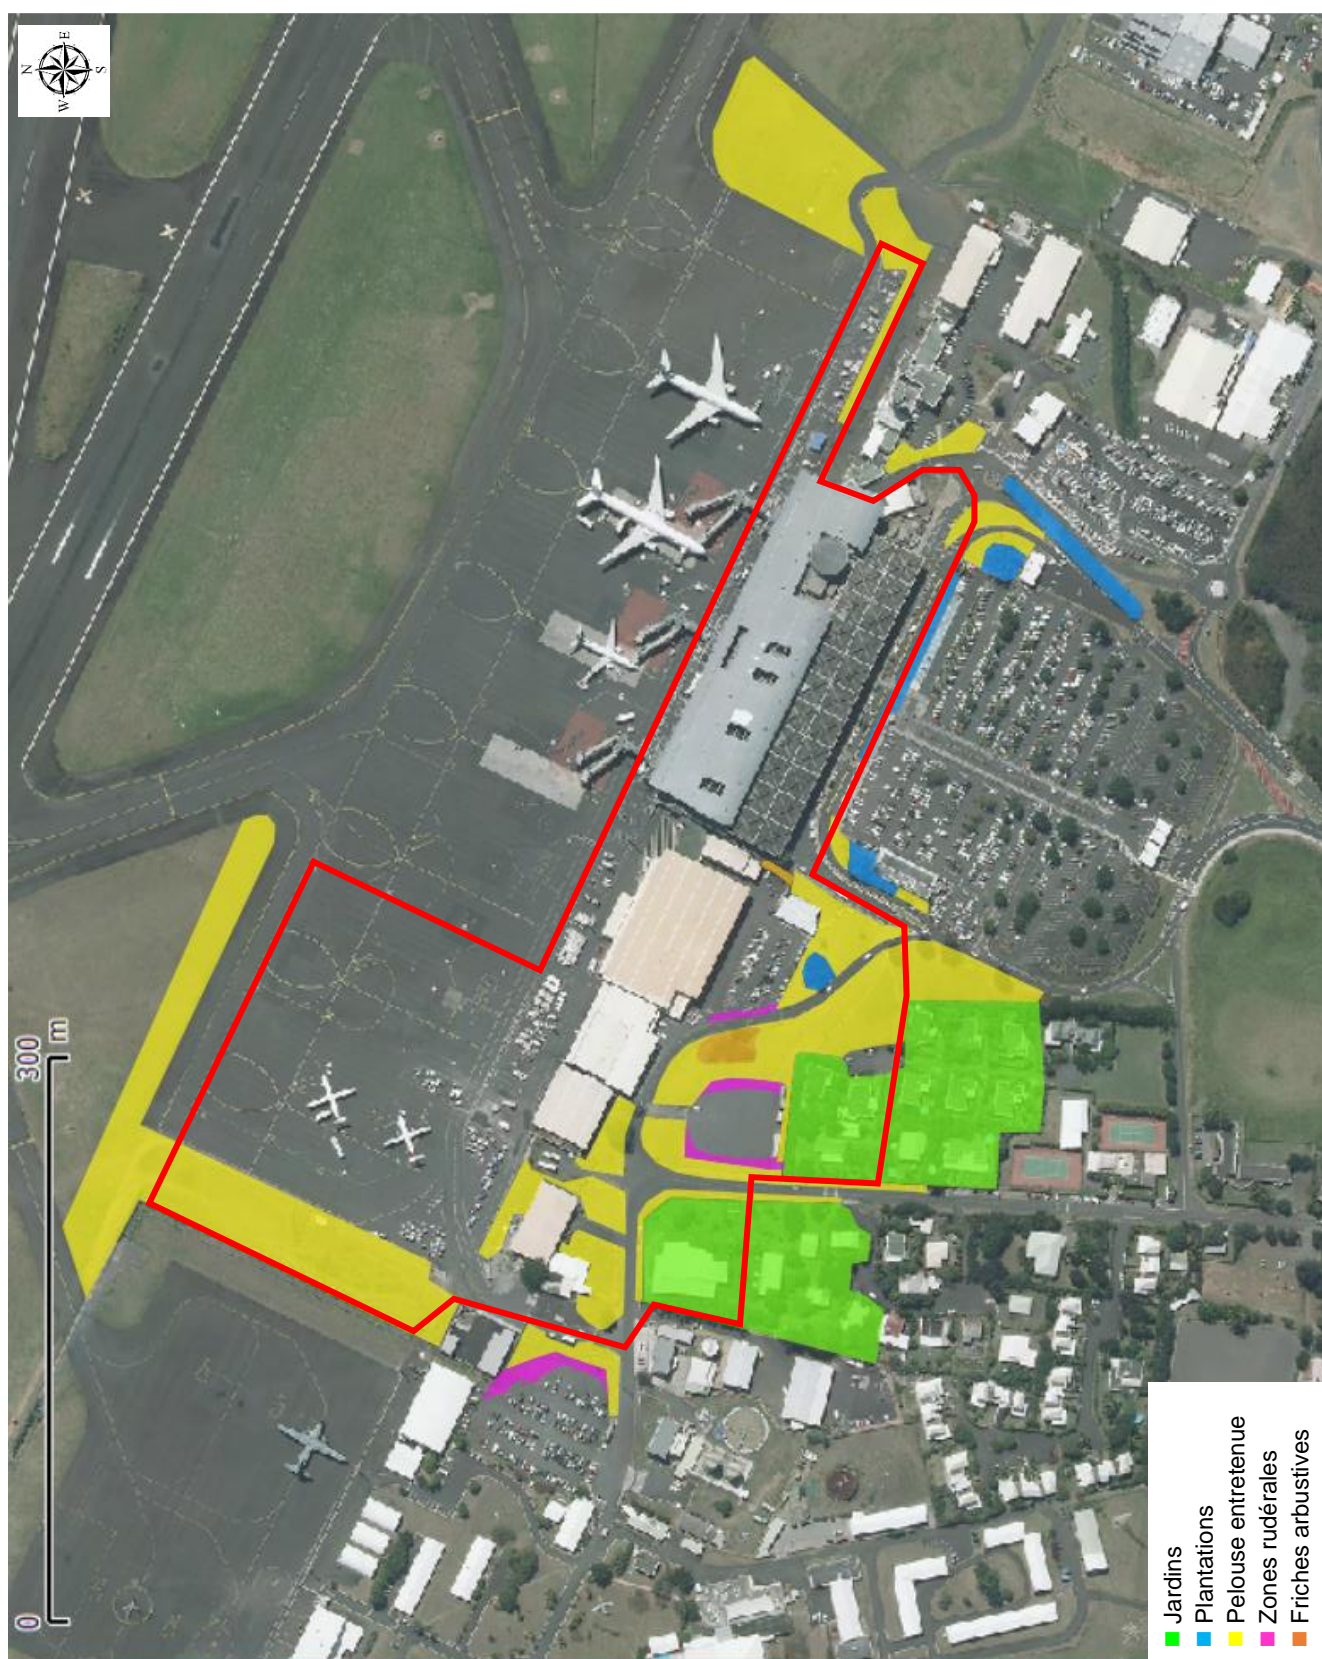 N
E
S
W
0
300
m
Jardins
Plantations
Pelouse entretenue
Zones rudérales
Friches arbustives